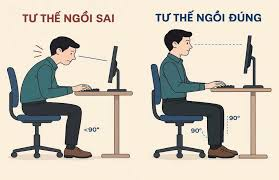 TƯ THẾ NGỒI SAI
TƯ THẾ NGỒI ĐÚNG
<90°
90°
90°